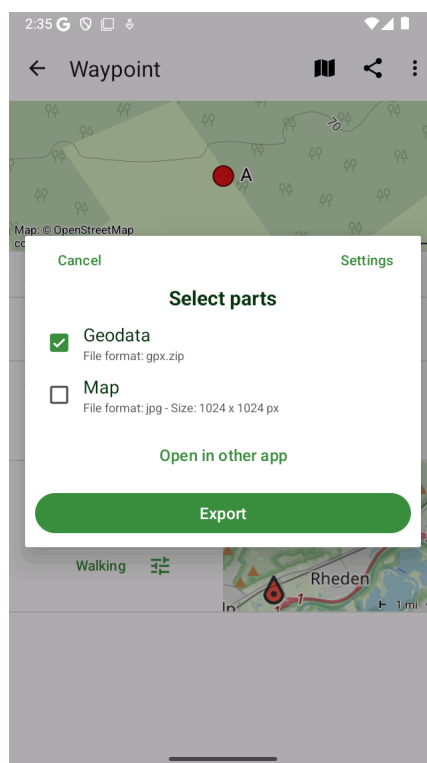 2:35
Waypoint
70
A
Map: © OpenStreetMap
co
Cancel
Settings
Select parts
Geodata
File format: gpx.zip
Map
File format: jpg - Size: 1024 x 1024 px
Open in other app
Export
Walking
Rheden
1
1 mi